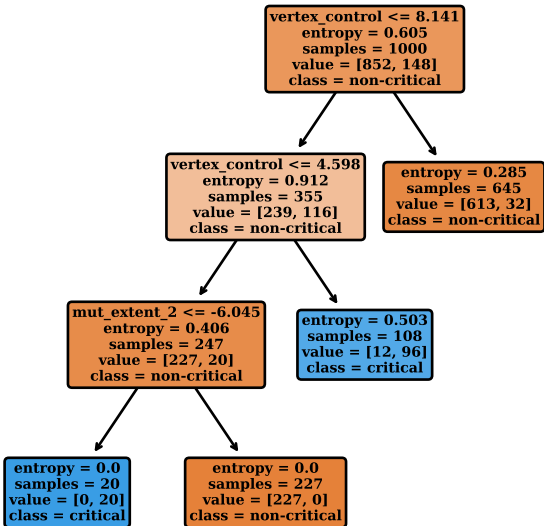 vertex_control <= 8.141
entropy = 0.605
samples = 1000
value = [852, 148]
class = non-critical
vertex_control <= 4.598
entropy = 0.912
samples = 355
value = [239, 116]
class = non-critical
entropy = 0.285
samples = 645
value = [613, 32]
class = non-critical
mut_extent_2 <= -6.045
entropy = 0.406
samples = 247
value = [227, 20]
class = non-critical
entropy = 0.503
samples = 108
value = [12, 96]
class = critical
entropy = 0.0
samples = 20
value = [0, 20]
class = critical
entropy = 0.0
samples = 227
value = [227, 0]
class = non-critical